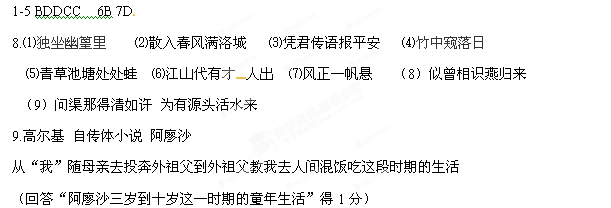 1-5 BDDCC 6B 7D.
8.⑴独坐幽篁里 ⑵散入春风满洛城 ⑶凭君传语报平安 ⑷竹中窥落日
⑸青草池塘处处蛙 ⑹江山代有才 人出 ⑺风正一帆悬 （8）似曾相识燕归来
（9）问渠那得清如许 为有源头活水来
9.高尔基 自传体小说 阿廖沙
从“我”随母亲去投奔外祖父到外祖父教我去人间混饭吃这段时期的生活
（回答“阿廖沙三岁到十岁这一时期的童年生活”得 1 分）